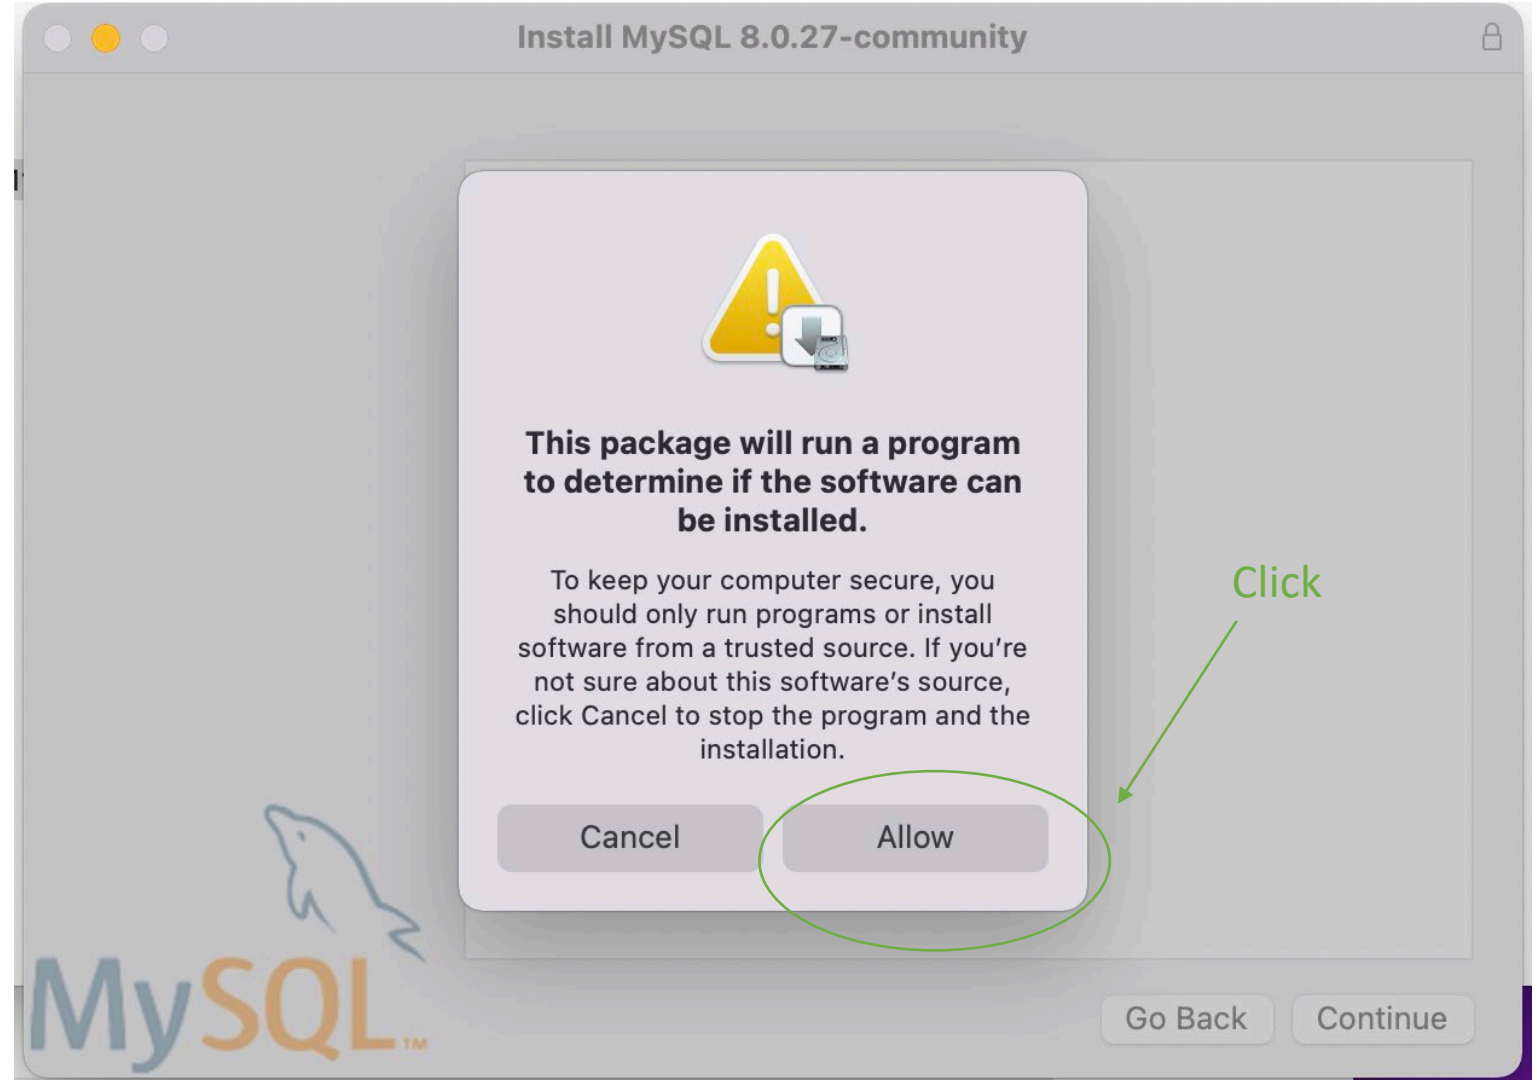 Install MySQL 8.0.27-community
This package will run a program
to determine if the software can
be installed.
To keep your computer secure, you
should only run programs or install
software from a trusted source. If you're
not sure about this software's source,
click Cancel to stop the program and the
installation.
Click
Cancel
Allow
MySQL™
Go Back
Continue